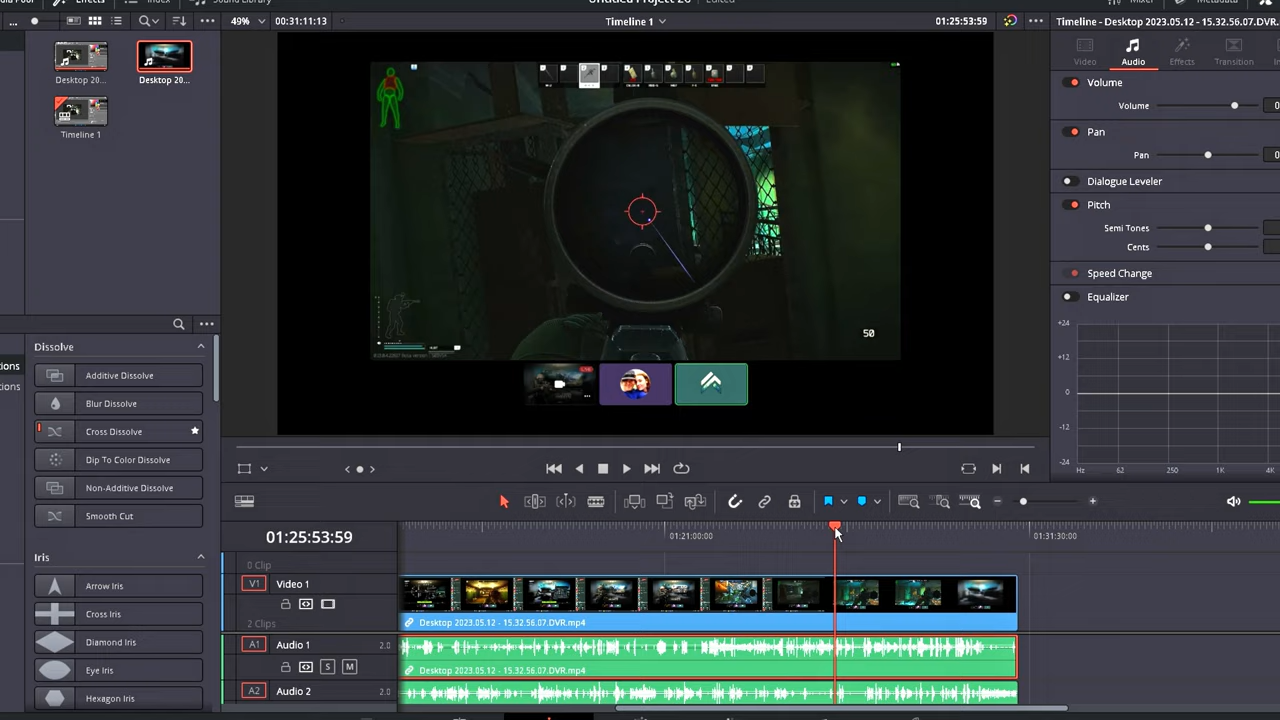 Effects
Index
Sound Library
Untitled Project 20
Edited
Mixer
Metadata
...
49%
00:31:11:13
Timeline 1
01:25:53:59
Timeline - Desktop 2023.05.12 - 15.32.56.07.DVR.
Desktop 20...
Desktop 20...
Timeline 1
50
Video
Audio
Effects
Transition
Volume
Volume
Pan
Pan
Dialogue Leveler
Pitch
Semi Tones
Cents
Speed Change
Equalizer
+24
+12
0
-12
-24
Hz 62 250 1K 4K
Dissolve
Additive Dissolve
Blur Dissolve
Cross Dissolve
Dip To Color Dissolve
Non-Additive Dissolve
Smooth Cut
Iris
Arrow Iris
Cross Iris
Diamond Iris
Eye Iris
Hexagon Iris
01:25:53:59
01:21:00:00
01:31:30:00
0 Clip
V1 Video 1
2 Clips
Desktop 2023.05.12 - 15.32.56.07.DVR.mp4
A1 Audio 1 2.0
S M
Desktop 2023.05.12 - 15.32.56.07.DVR.mp4
A2 Audio 2 2.0